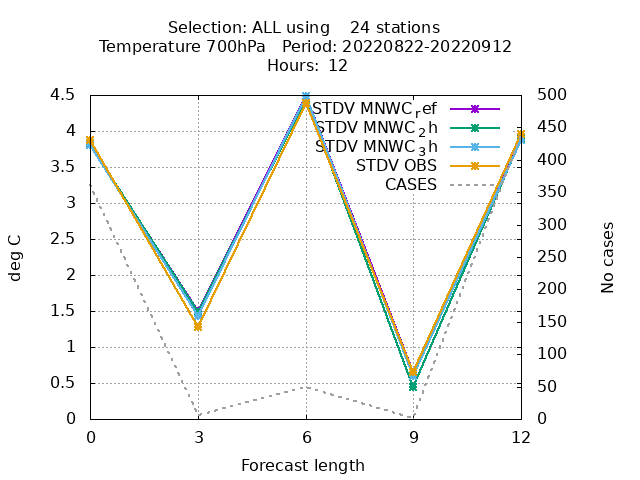 Selection: ALL using 24 stations
Temperature 700hPa Period: 20220822-20220912
Hours: 12
4.5
4
3.5
3
2.5
2
1.5
1
0.5
0
deg C
500
450
400
350
300
250
200
150
100
50
0
No cases
STDV MNWC_ref
STDV MNWC_2h
STDV MNWC_3h
STDV OBS
CASES
0 3 6 9 12
Forecast length